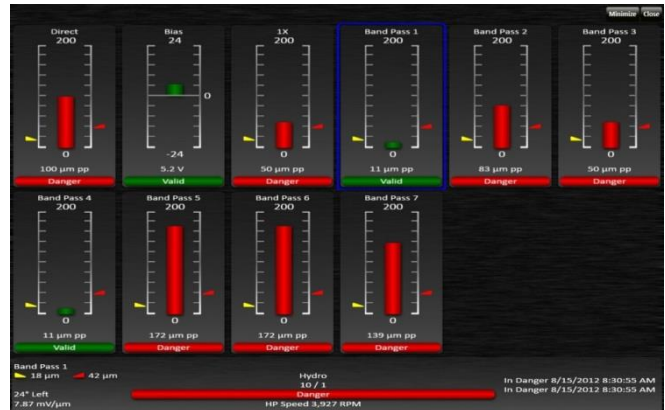 Minimize Close
Direct Bias 1X Band Pass 1 Band Pass 2 Band Pass 3
200 24 200 200 200 200
0
0 -24 0 0 0 0
100 µm pp 5.2 V 50 µm pp 11 µm pp 83 µm pp 50 µm pp
Danger Valid Danger Valid Danger Danger
Band Pass 4 Band Pass 5 Band Pass 6 Band Pass 7
200 200 200 200
0 0 0 0
11 µm pp 172 µm pp 172 µm pp 139 µm pp
Valid Danger Danger Danger
Band Pass 1
18 µm 42 µm Hydro
10 / 1 In Danger 8/15/2012 8:30:55 AM
24° Left Danger In Danger 8/15/2012 8:30:55 AM
7.87 mV/µm HP Speed 3,927 RPM